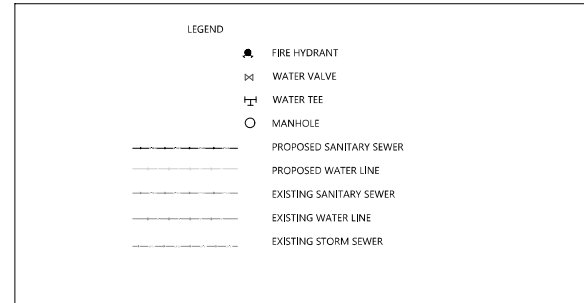 LEGEND
FIRE HYDRANT
WATER VALVE
WATER TEE
MANHOLE
PROPOSED SANITARY SEWER
PROPOSED WATER LINE
EXISTING SANITARY SEWER
EXISTING WATER LINE
EXISTING STORM SEWER